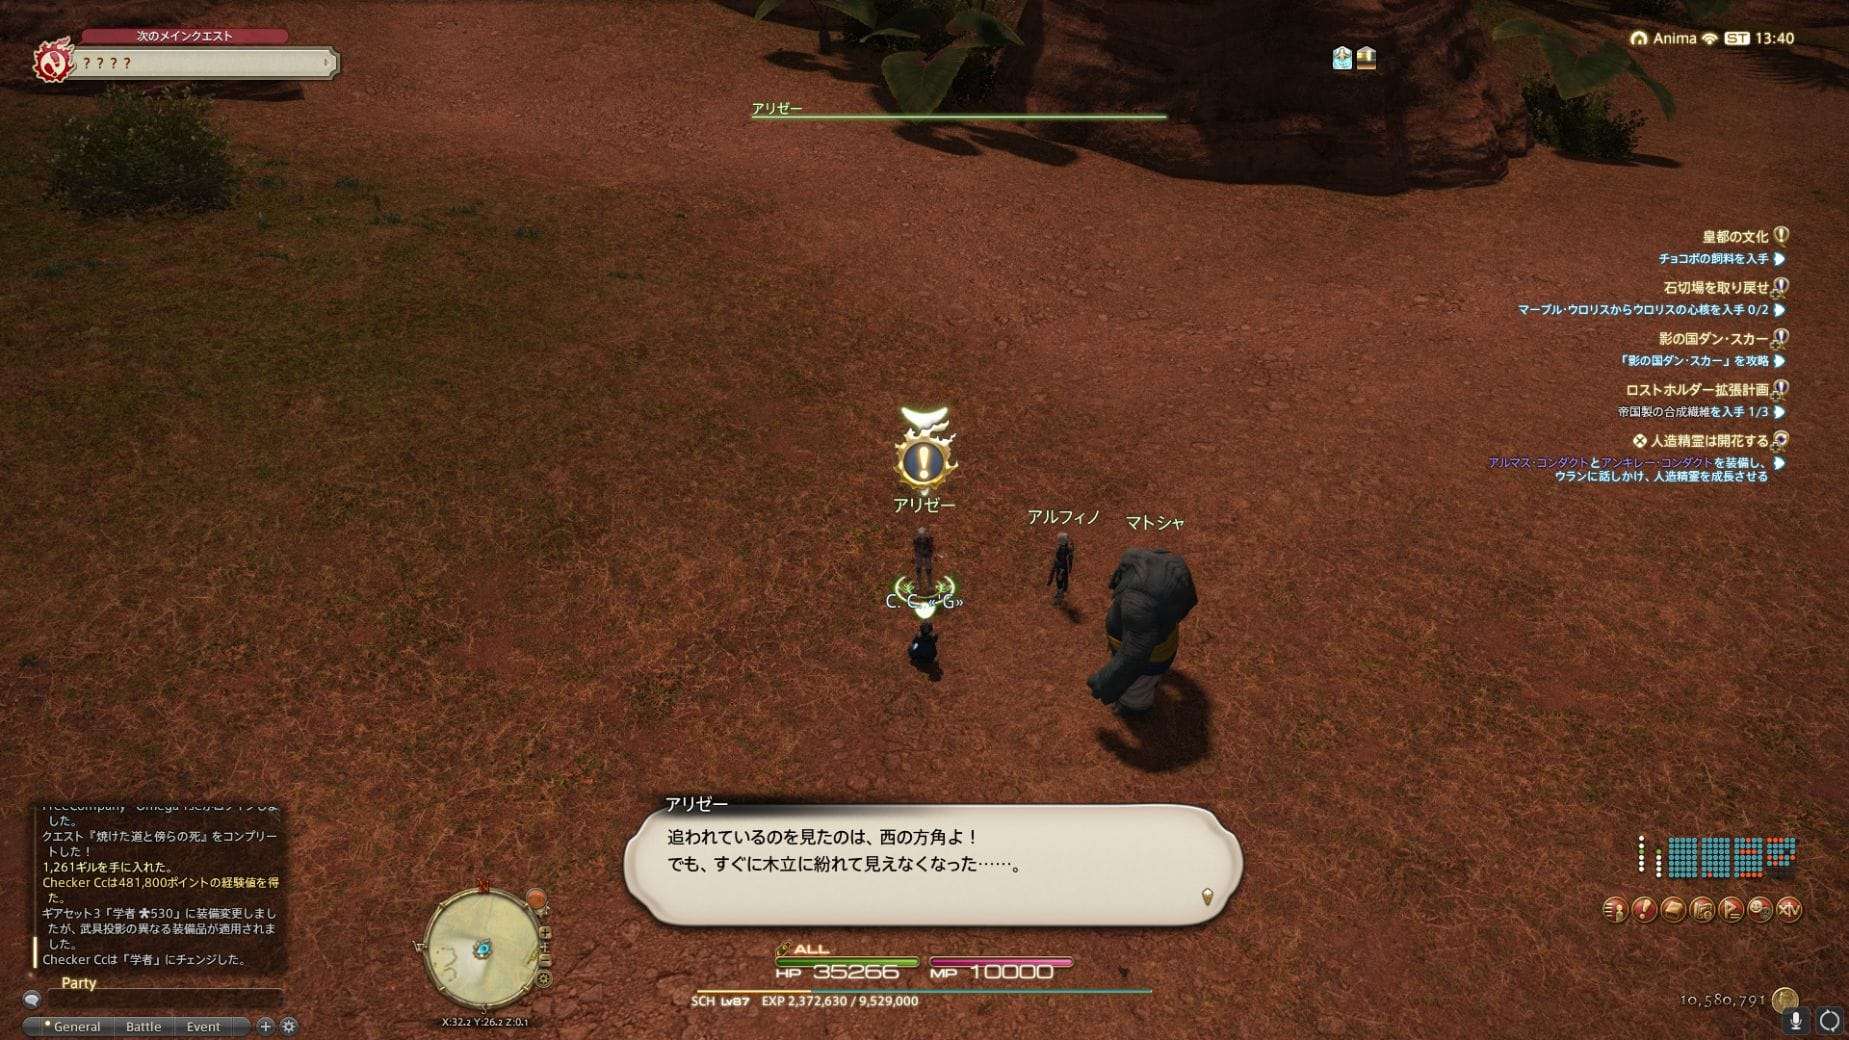 次のメインクエスト
????
アリゼー
Anima ST 13:40
皇都の文化
チョコボの飼料を入手
石切場を取り戻せ
マーブル・ウロリスからウロリスの心核を入手 0/2
影の国ダン・スカー
「影の国ダン・スカー」を攻略
ロストホルダー拡張計画
帝国製の合成繊維を入手 1/3
人造精霊は開花する
アルマス・コンダクトとアンキレー・コンダクトを装備し、
ウランに話しかけ、人造精霊を成長させる
アリゼー
アルフィノ
マトシャ
C. C. «G»
アリゼー
追われているのを見たのは、西の方角よ！
でも、すぐに木立に紛れて見えなくなった……。
した。
クエスト『焼けた道と傍らの死』をコンプリー
トした！
1,261ギルを手に入れた。
Checker Ccは481,800ポイントの経験値を得
た。
ギアセット3「学者 ★530」に装備変更しまし
たが、武具投影の異なる装備品が適用されま
した。
Checker Ccは「学者」にチェンジした。
Party
General Battle Event
X:32.2 Y:26.2 Z:0.1
ALL
HP 35266 MP 10000
SCH Lv87 EXP 2,372,630 / 9,529,000
XIV
10,580,791